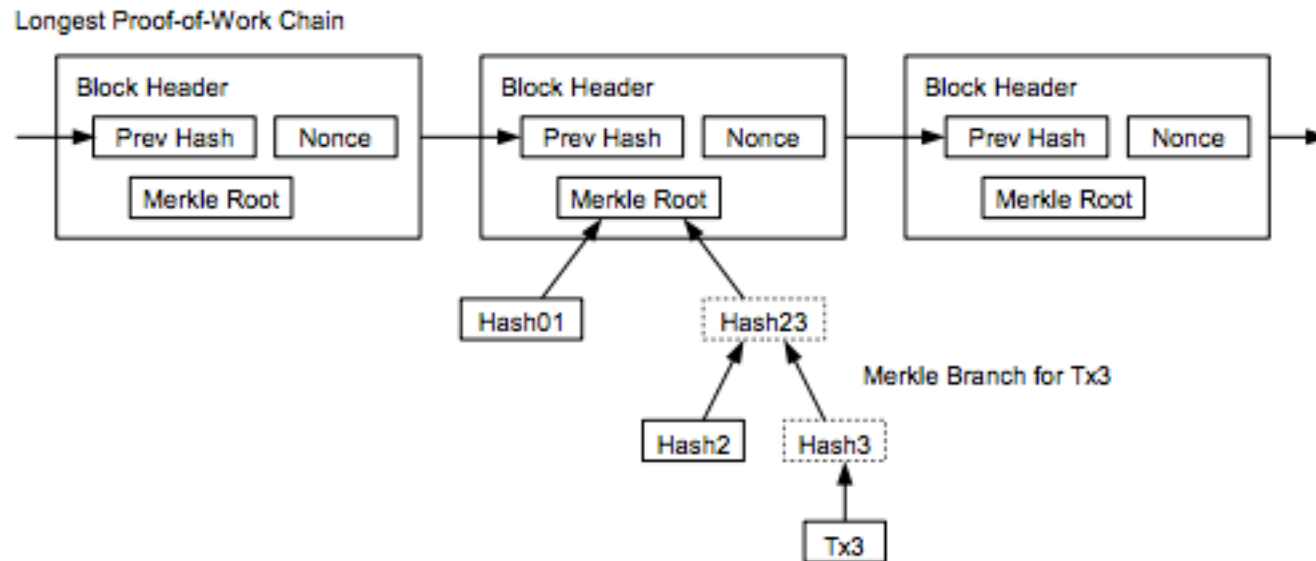 Longest Proof-of-Work Chain
Block Header
Block Header
Block Header
Prev Hash
Nonce
Prev Hash
Nonce
Prev Hash
Nonce
Merkle Root
Merkle Root
Merkle Root
Hash01
Hash23
Merkle Branch for Tx3
Hash2
Hash3
Tx3